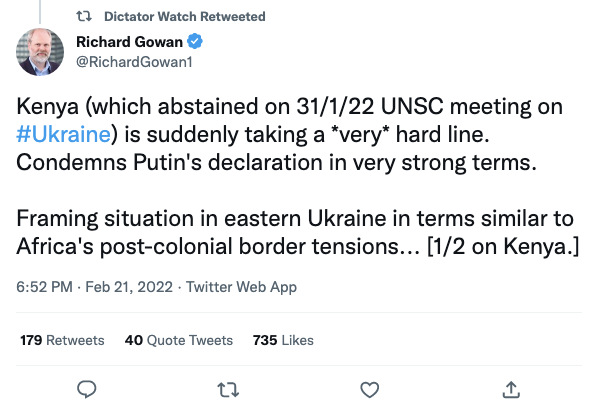 Dictator Watch Retweeted
Richard Gowan
@RichardGowan1
Kenya (which abstained on 31/1/22 UNSC meeting on
#Ukraine) is suddenly taking a *very* hard line.
Condemns Putin's declaration in very strong terms.
Framing situation in eastern Ukraine in terms similar to
Africa's post-colonial border tensions... [1/2 on Kenya.]
6:52 PM · Feb 21, 2022 · Twitter Web App
179 Retweets 40 Quote Tweets 735 Likes